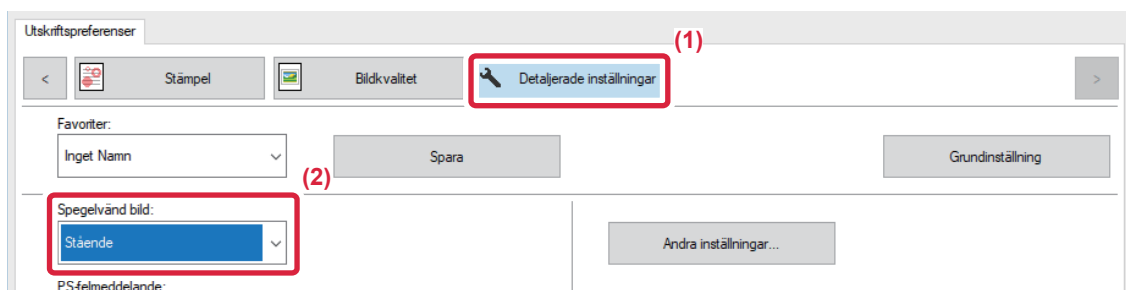 Utskriftspreferenser
(1)
<
Stämpel
Bildkvalitet
Detaljerade inställningar
>
Favoriter:
Inget Namn
Spara
Grundinställning
(2)
Spegelvänd bild:
Stående
Andra inställningar...
PS-felmeddelande: